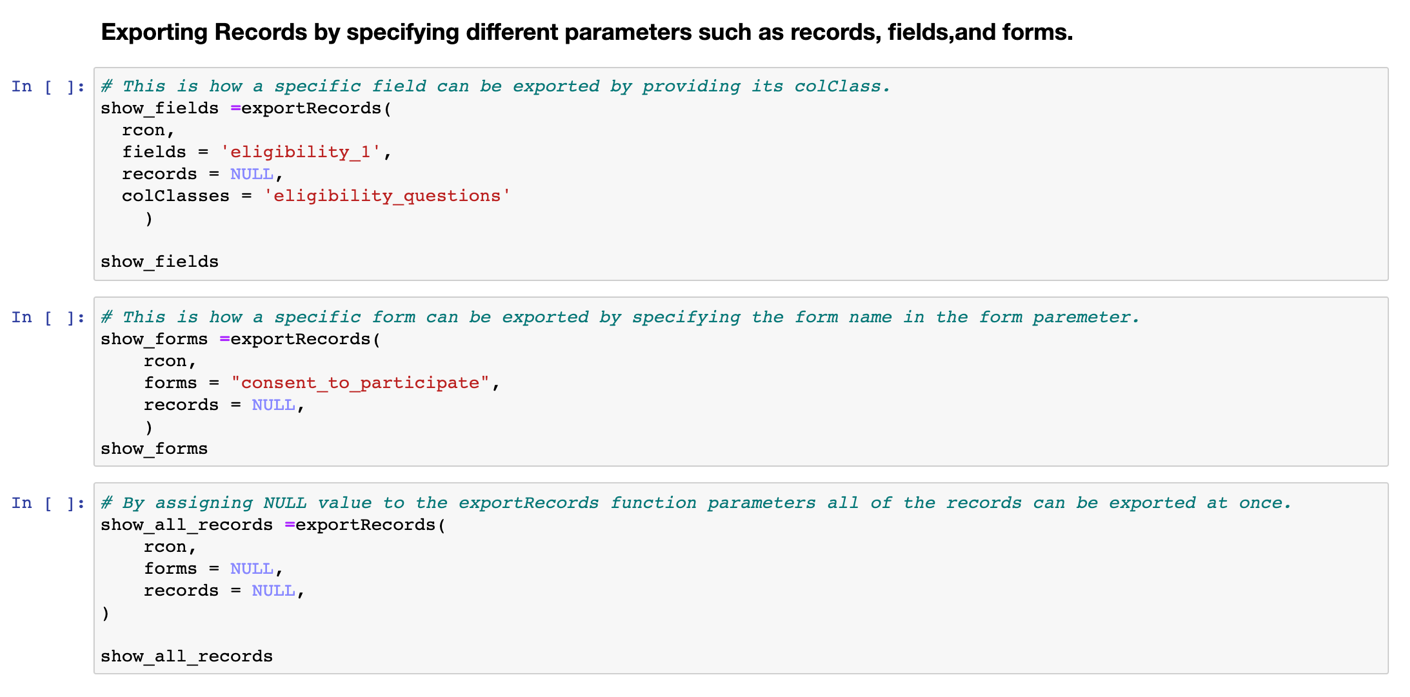 Exporting Records by specifying different parameters such as records, fields,and forms.
In [ ]: # This is how a specific field can be exported by providing its colClass.
show_fields =exportRecords(
  rcon,
  fields = 'eligibility_1',
  records = NULL,
  colClasses = 'eligibility_questions'
    )
show_fields
In [ ]: # This is how a specific form can be exported by specifying the form name in the form paremeter.
show_forms =exportRecords(
    rcon,
    forms = "consent_to_participate",
    records = NULL,
    )
show_forms
In [ ]: # By assigning NULL value to the exportRecords function parameters all of the records can be exported at once.
show_all_records =exportRecords(
    rcon,
    forms = NULL,
    records = NULL,
)
show_all_records